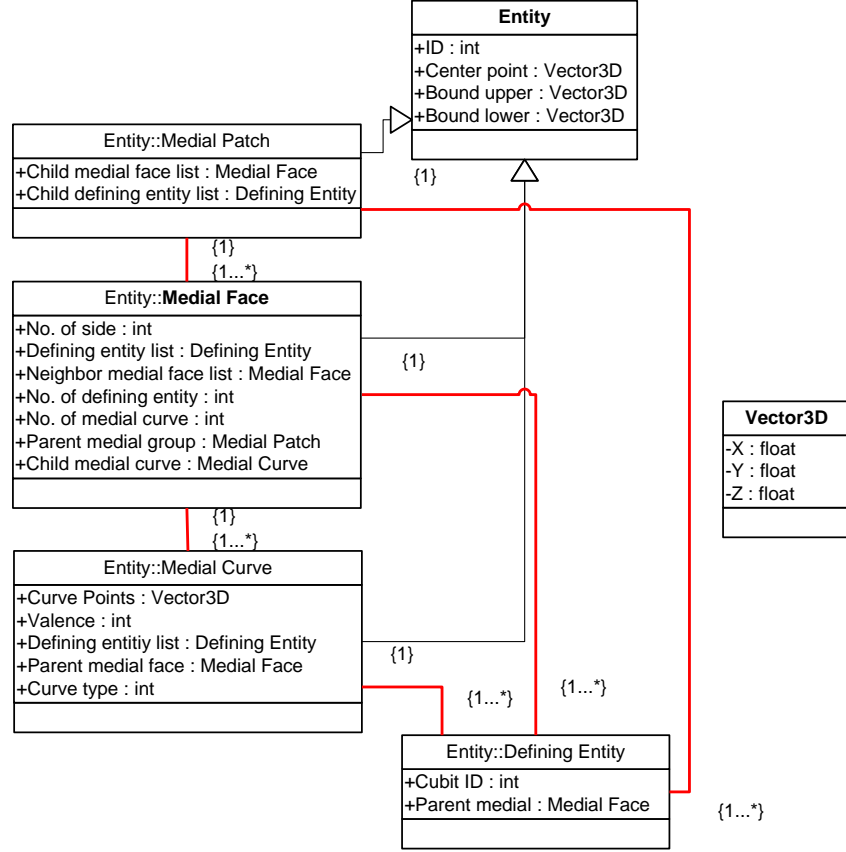 Entity
+ID : int
+Center point : Vector3D
+Bound upper : Vector3D
+Bound lower : Vector3D
Entity::Medial Patch
+Child medial face list : Medial Face
+Child defining entity list : Defining Entity
{1}
{1}
{1...*}
Entity::Medial Face
+No. of side : int
+Defining entity list : Defining Entity
+Neighbor medial face list : Medial Face
+No. of defining entity : int
+No. of medial curve : int
+Parent medial group : Medial Patch
+Child medial curve : Medial Curve
{1}
Vector3D
-X : float
-Y : float
-Z : float
{1}
{1...*}
Entity::Medial Curve
+Curve Points : Vector3D
+Valence : int
+Defining entitiy list : Defining Entity
+Parent medial face : Medial Face
+Curve type : int
{1}
{1...*}
{1...*}
Entity::Defining Entity
+Cubit ID : int
+Parent medial : Medial Face
{1...*}